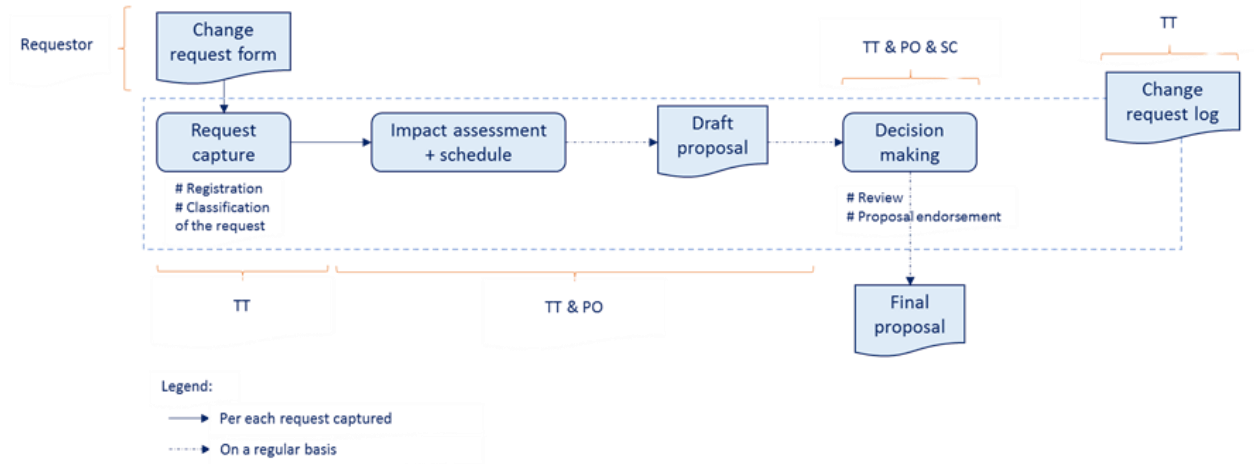 Requestor
Change
request form
TT & PO & SC
TT
Change
request log
Request
capture
Impact assessment
+ schedule
Draft
proposal
Decision
making
# Registration
# Classification
of the request
# Review
# Proposal endorsement
TT
TT & PO
Final
proposal
Legend:
Per each request captured
On a regular basis